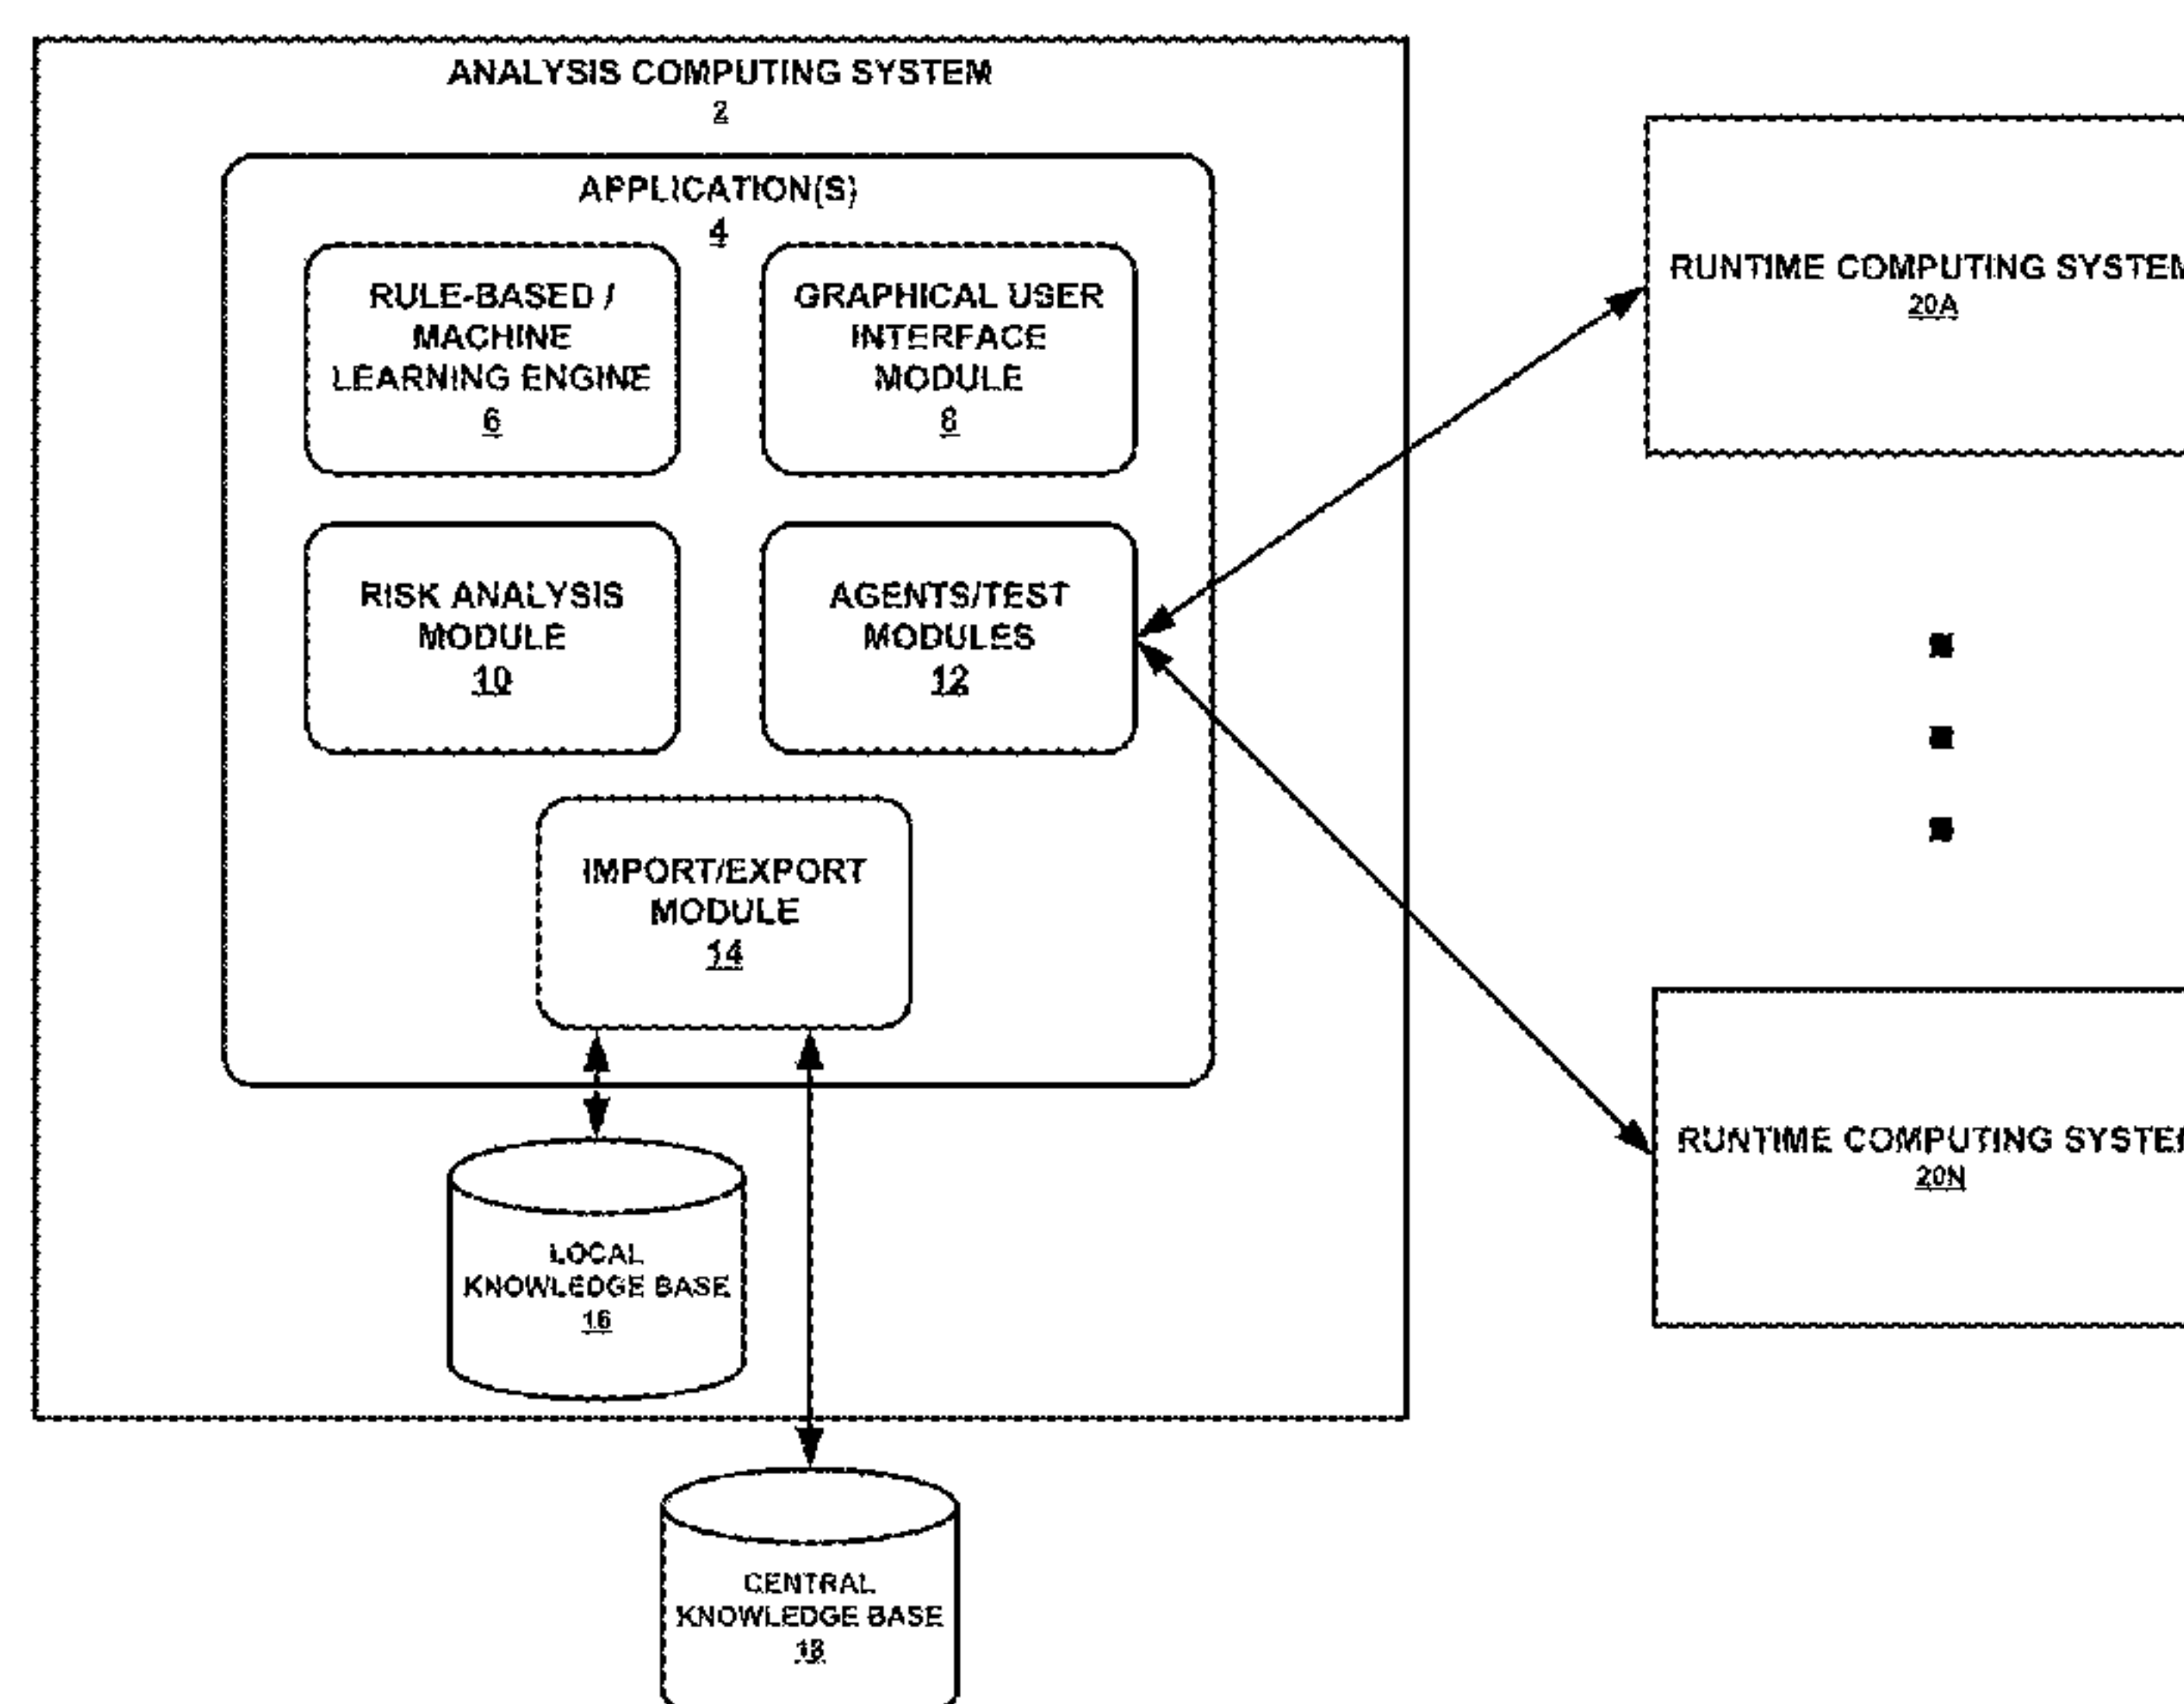 ANALYSIS COMPUTING SYSTEM
2
APPLICATION(S)
4
RULE-BASED /
MACHINE
LEARNING ENGINE
6
GRAPHICAL USER
INTERFACE
MODULE
8
RISK ANALYSIS
MODULE
10
AGENTS/TEST
MODULES
12
IMPORT/EXPORT
MODULE
14
LOCAL
KNOWLEDGE BASE
16
CENTRAL
KNOWLEDGE BASE
18
RUNTIME COMPUTING SYSTEM
20A
RUNTIME COMPUTING SYSTEM
20N